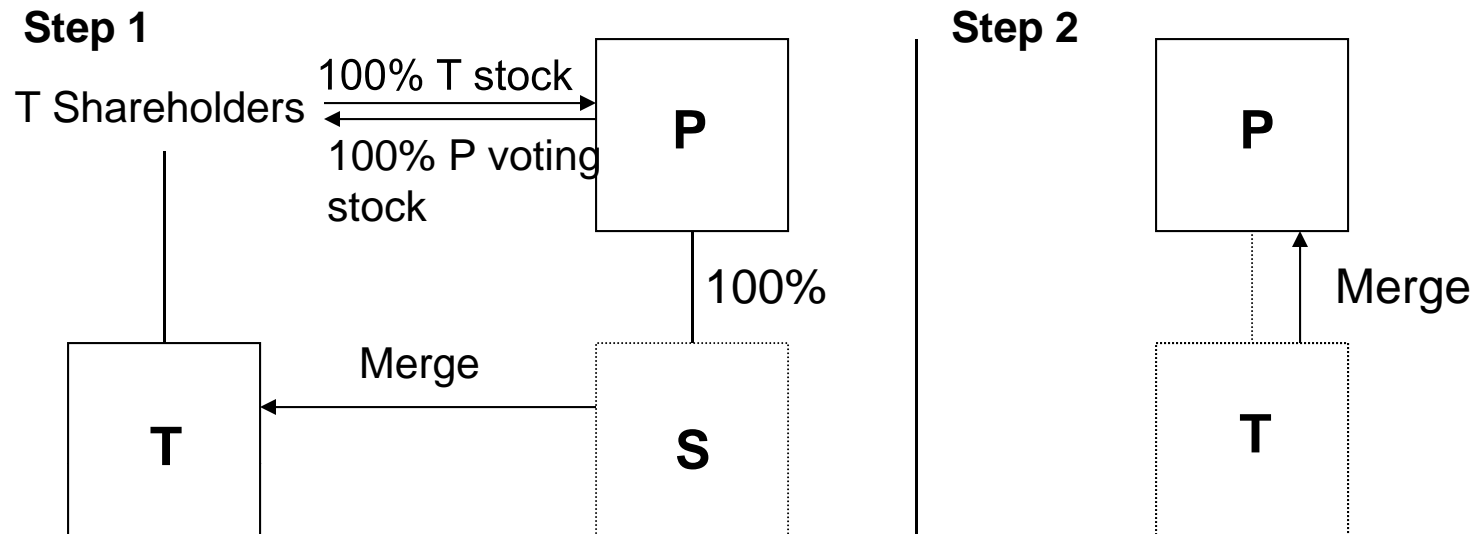 Step 1
100% T stock
T Shareholders
100% P voting
stock
P
100%
Merge
T
S
Step 2
P
Merge
T